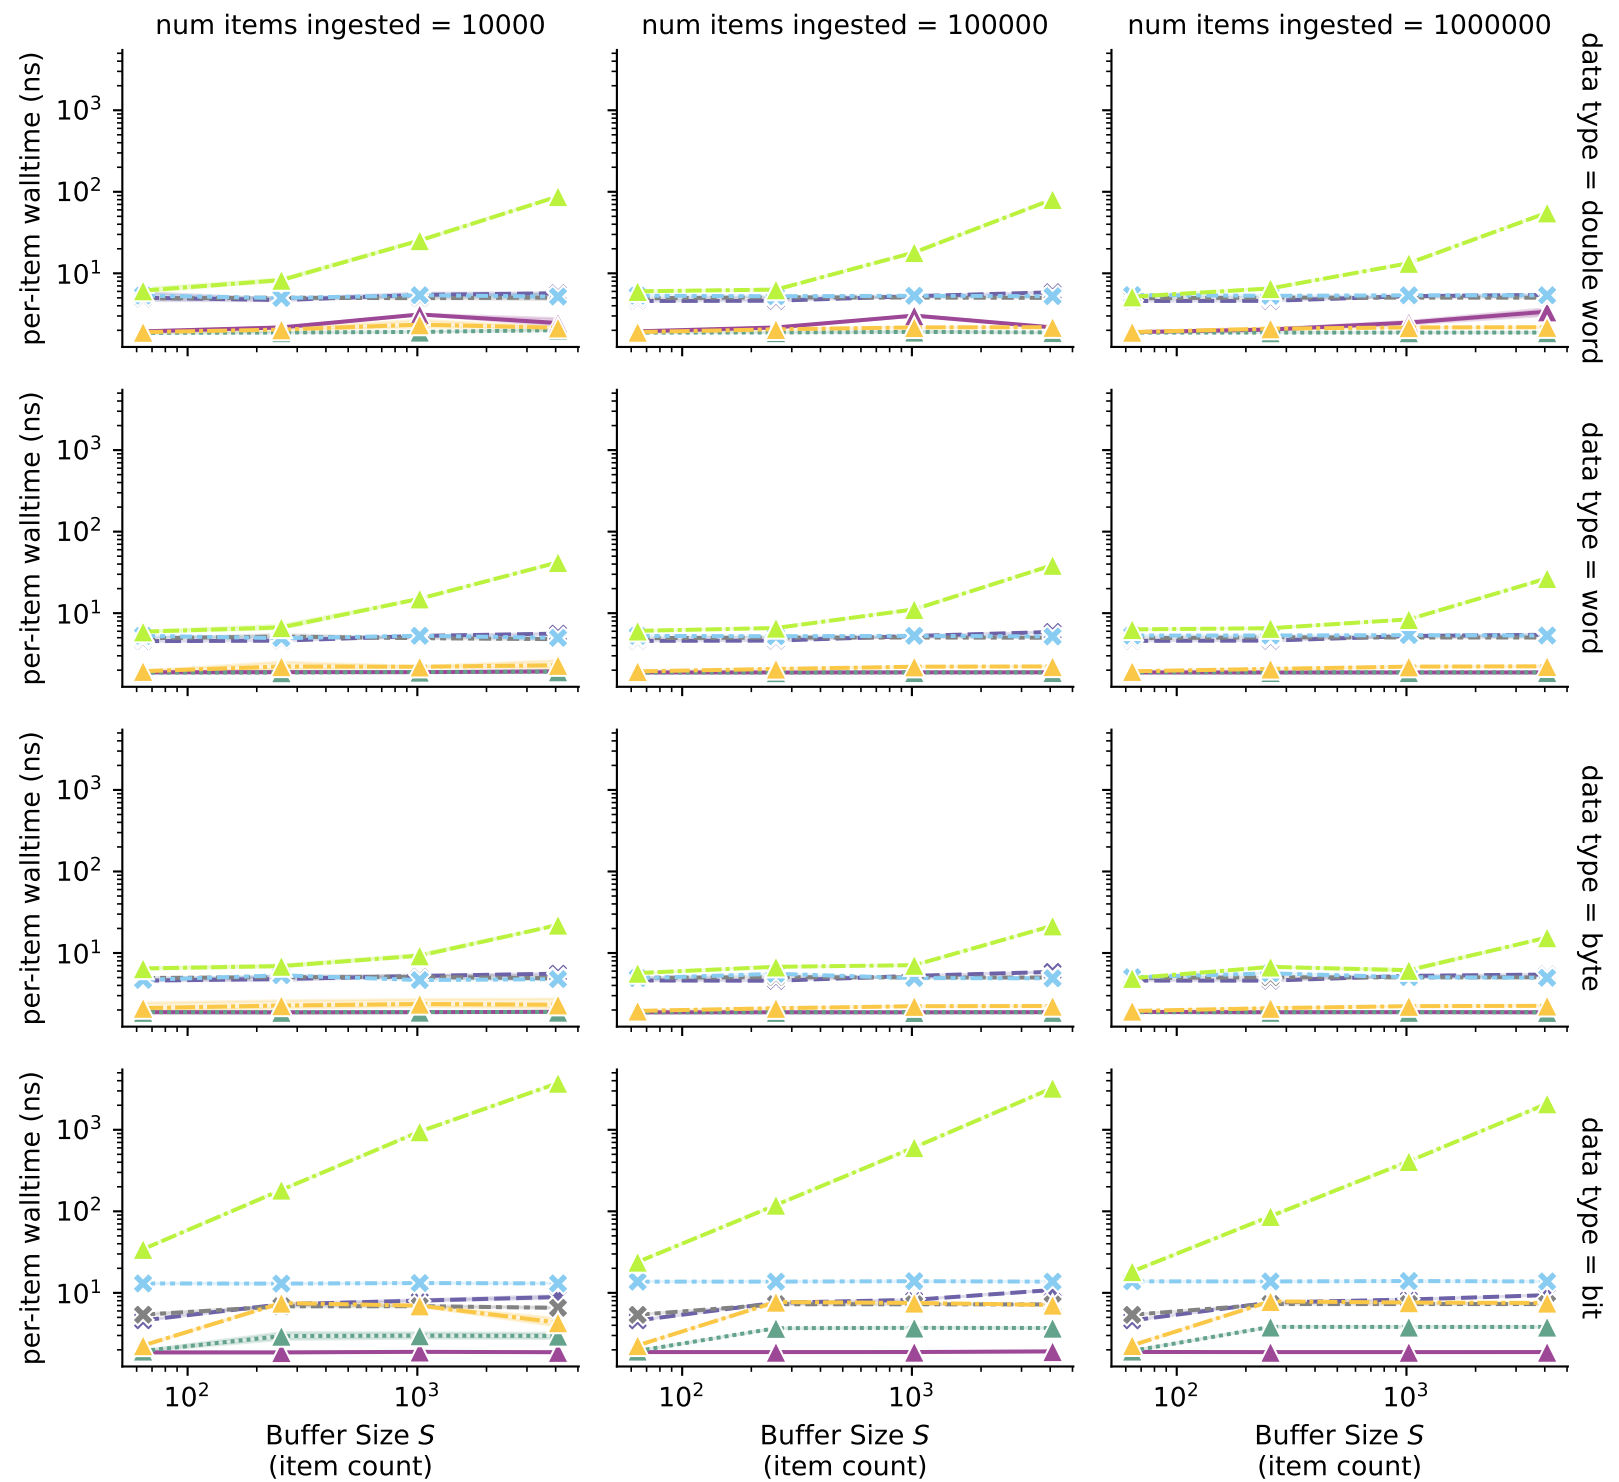 num items ingested = 10000
num items ingested = 100000
num items ingested = 1000000
per-item walltime (ns)
10³
10²
10¹
data type = double word
per-item walltime (ns)
10³
10²
10¹
data type = word
per-item walltime (ns)
10³
10²
10¹
data type = byte
per-item walltime (ns)
10³
10²
10¹
data type = bit
10² 10³
10² 10³
10² 10³
Buffer Size S
(item count)
Buffer Size S
(item count)
Buffer Size S
(item count)